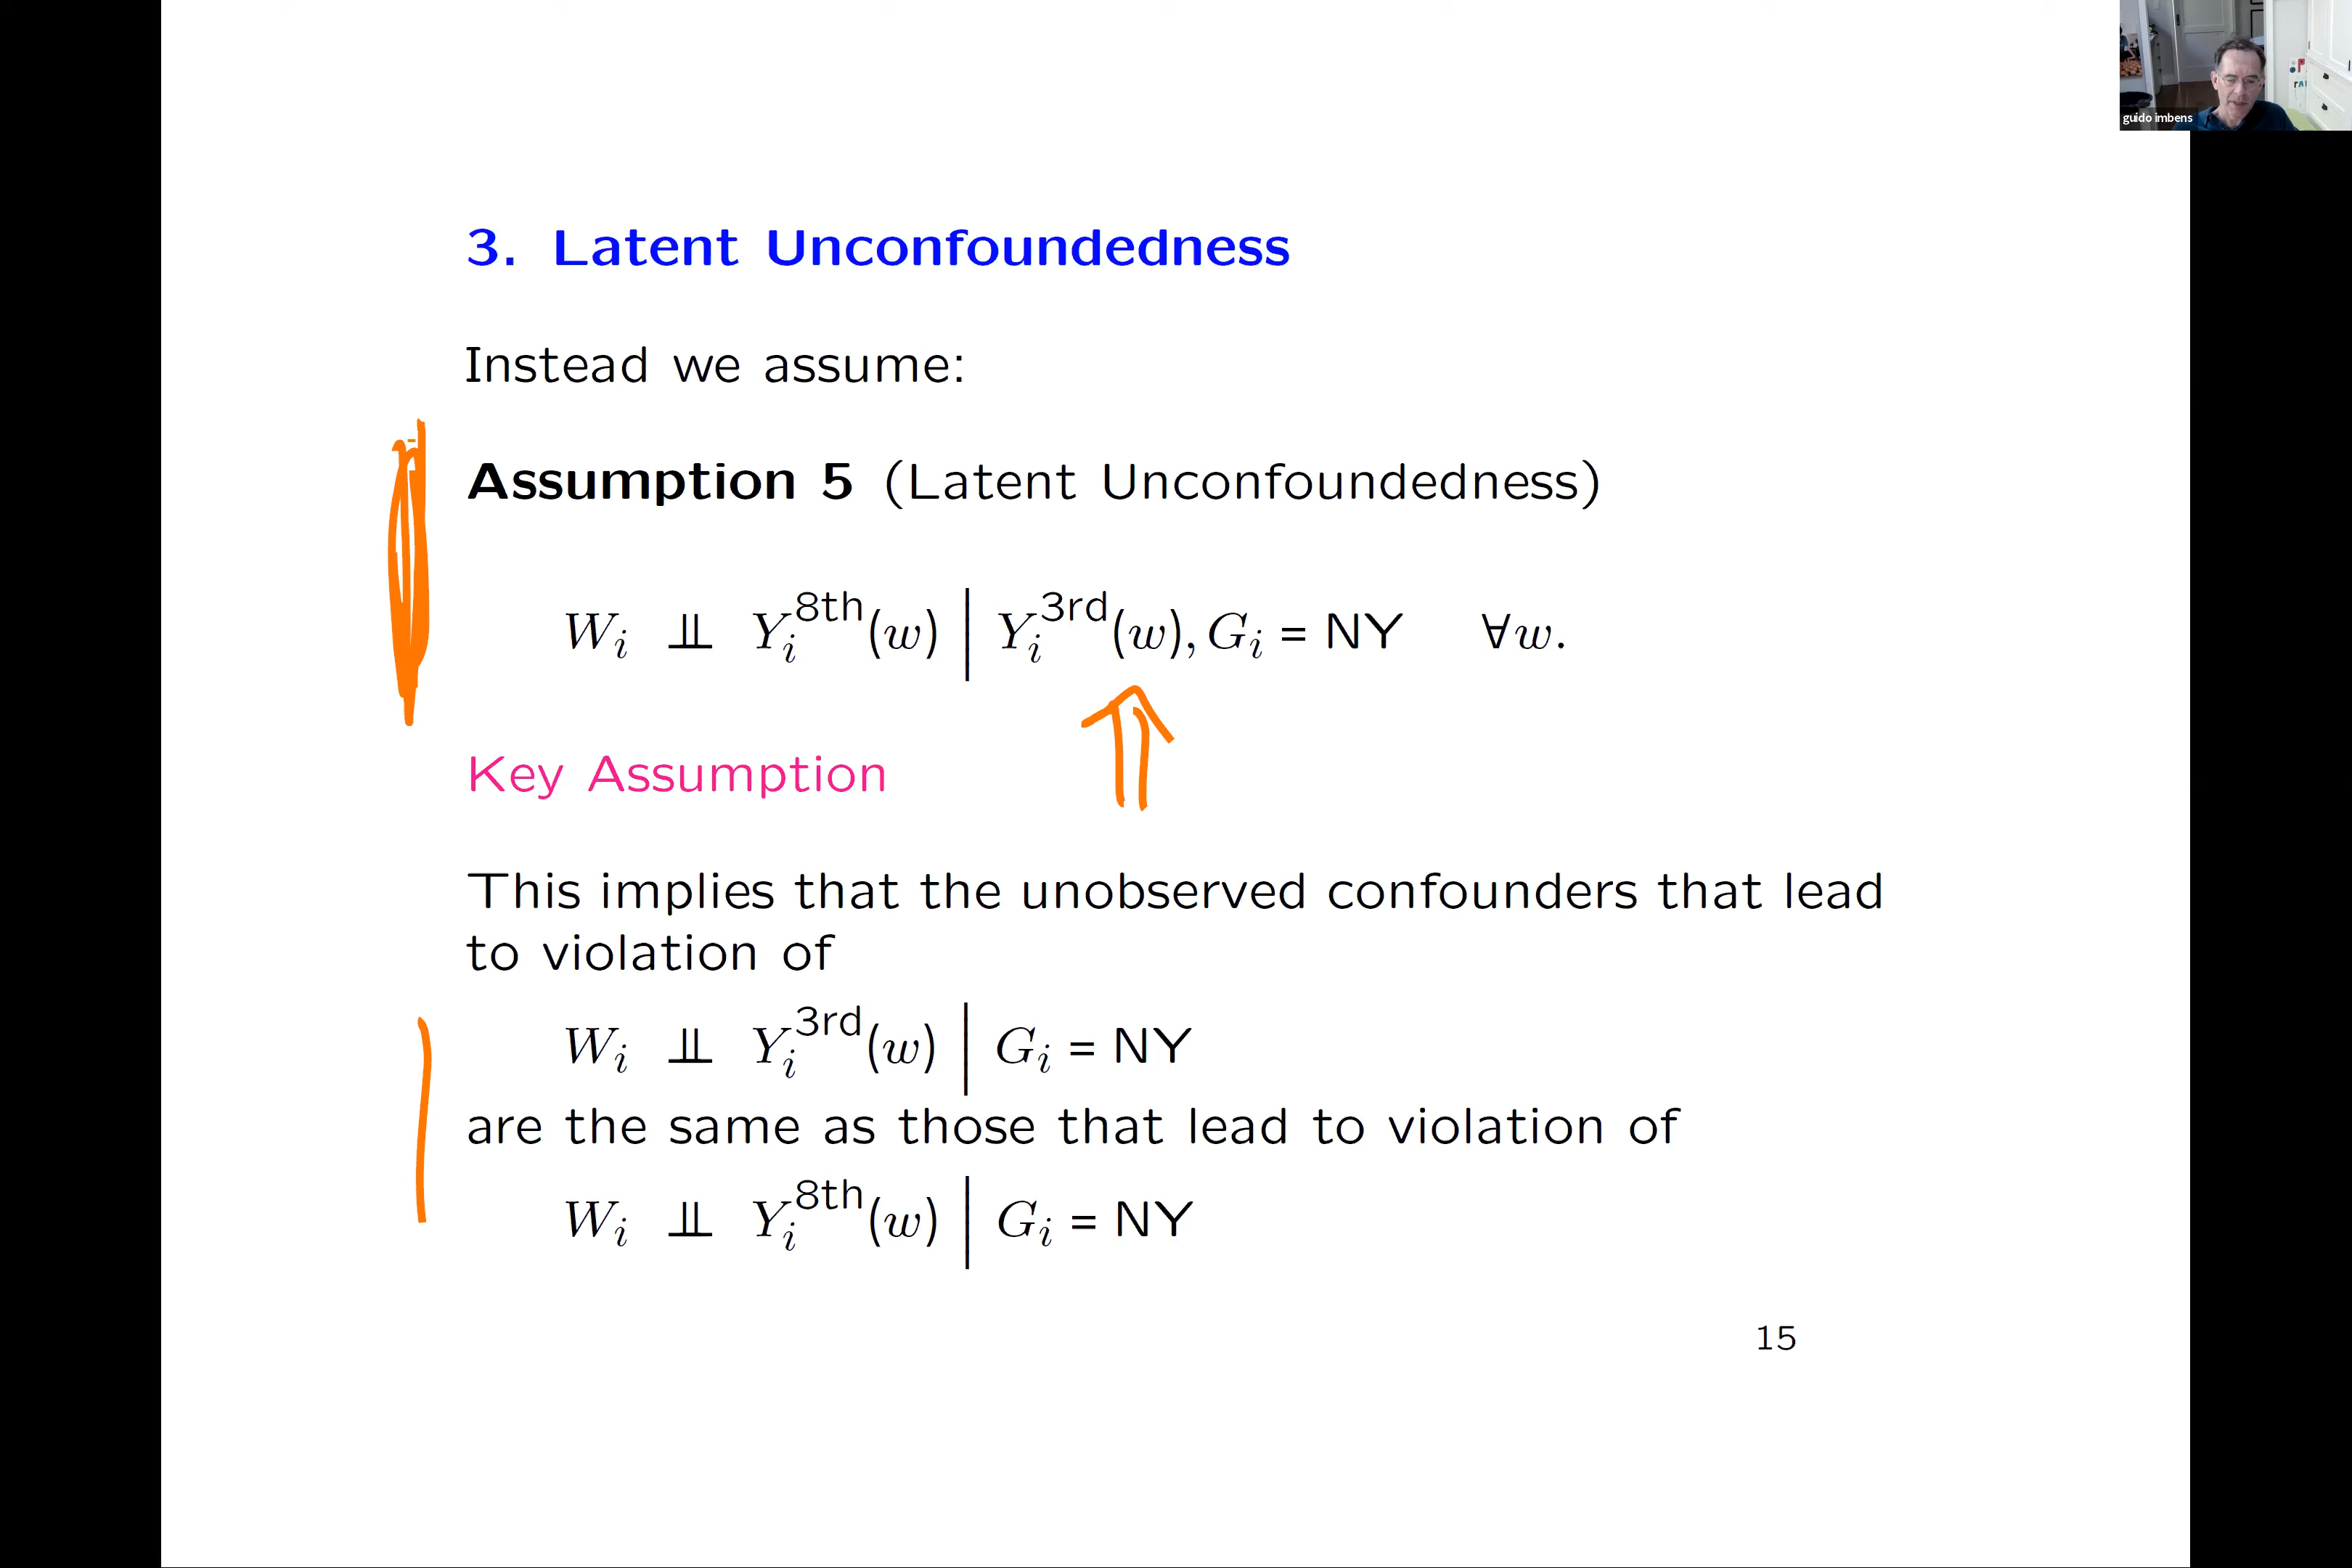 guido imbens
3. Latent Unconfoundedness
Instead we assume:
Assumption 5 (Latent Unconfoundedness)
W_i ⫫ Y_i^{8th}(w) | Y_i^{3rd}(w), G_i = NY ∀w.
Key Assumption
This implies that the unobserved confounders that lead
to violation of
W_i ⫫ Y_i^{3rd}(w) | G_i = NY
are the same as those that lead to violation of
W_i ⫫ Y_i^{8th}(w) | G_i = NY
15